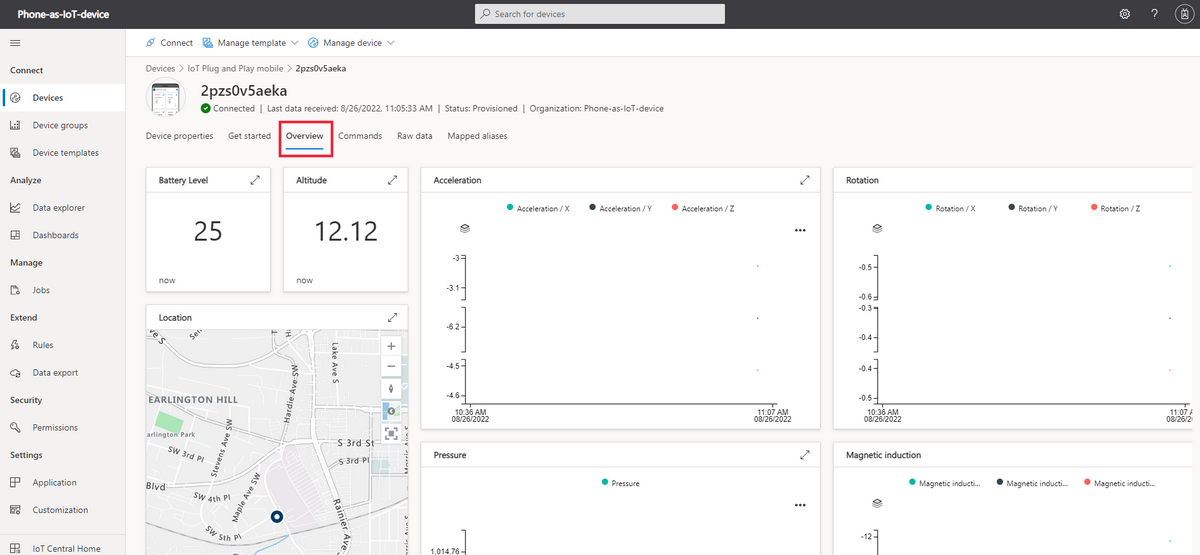 Phone-as-IoT-device
Search for devices
?
Connect
Devices
Device groups
Device templates
Analyze
Data explorer
Dashboards
Manage
Jobs
Extend
Rules
Data export
Security
Permissions
Settings
Application
Customization
IoT Central Home
Connect
Manage template
Manage device
Devices > IoT Plug and Play mobile > 2pzs0v5aeka
2pzs0v5aeka
Connected | Last data received: 8/26/2022, 11:05:33 AM | Status: Provisioned | Organization: Phone-as-IoT-device
Device properties Get started Overview Commands Raw data Mapped aliases
Battery Level
25
now
Altitude
12.12
now
Location
Lake Ave S
Hardie Ave SW
EARLINGTON HILL
arlington Park
SW 3rd Pl
Stevens Ave SW
S 3rd St
S 3rd Pl
Blvd
SW 4th Pl
Maple Ave SW
SW 5th Pl
Rainier Av
Acceleration
Acceleration / X Acceleration / Y Acceleration / Z
-3
-3.1
-6.2
-4.5
-4.6
10:36 AM 11:07 AM
08/26/2022 08/26/2022
Rotation
Rotation / X Rotation / Y Rotation / Z
-0.5
-0.6
-0.3
-0.4
-0.4
-0.5
10:36 AM 11:07 A
08/26/2022 08/26/2
Pressure
Pressure
1,014.76
Magnetic induction
Magnetic inducti... Magnetic inducti... Magnetic inducti...
-12